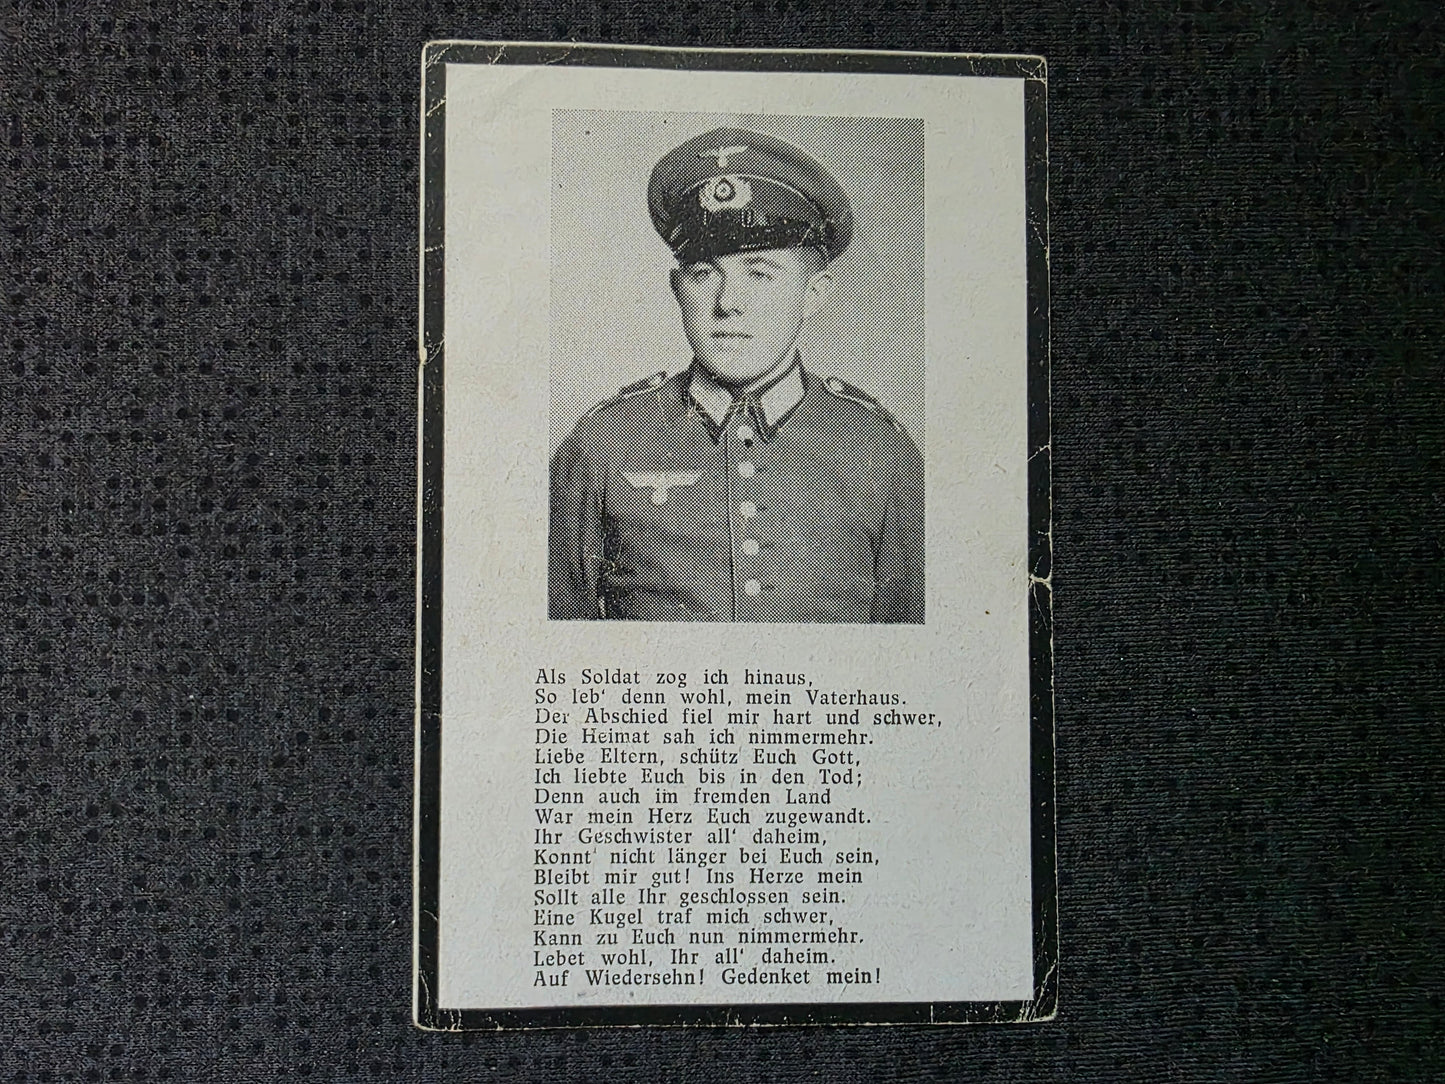 Als Soldat zog ich hinaus,
So leb' denn wohl, mein Vaterhaus.
Der Abschied fiel mir hart und schwer,
Die Heimat sah ich nimmermehr.
Liebe Eltern, schütz' Euch Gott,
Ich liebte Euch bis in den Tod;
Denn auch im fremden Land
War mein Herz Euch zugewandt.
Ihr Geschwister all' daheim,
Konnt' nicht länger bei Euch sein,
Bleibt mir gut! Ins Herze mein
Sollt alle Ihr geschlossen sein.
Eine Kugel traf mich schwer,
Kann zu Euch nun nimmermehr.
Lebet wohl, Ihr all' daheim.
Auf Wiedersehn! Gedenket mein!